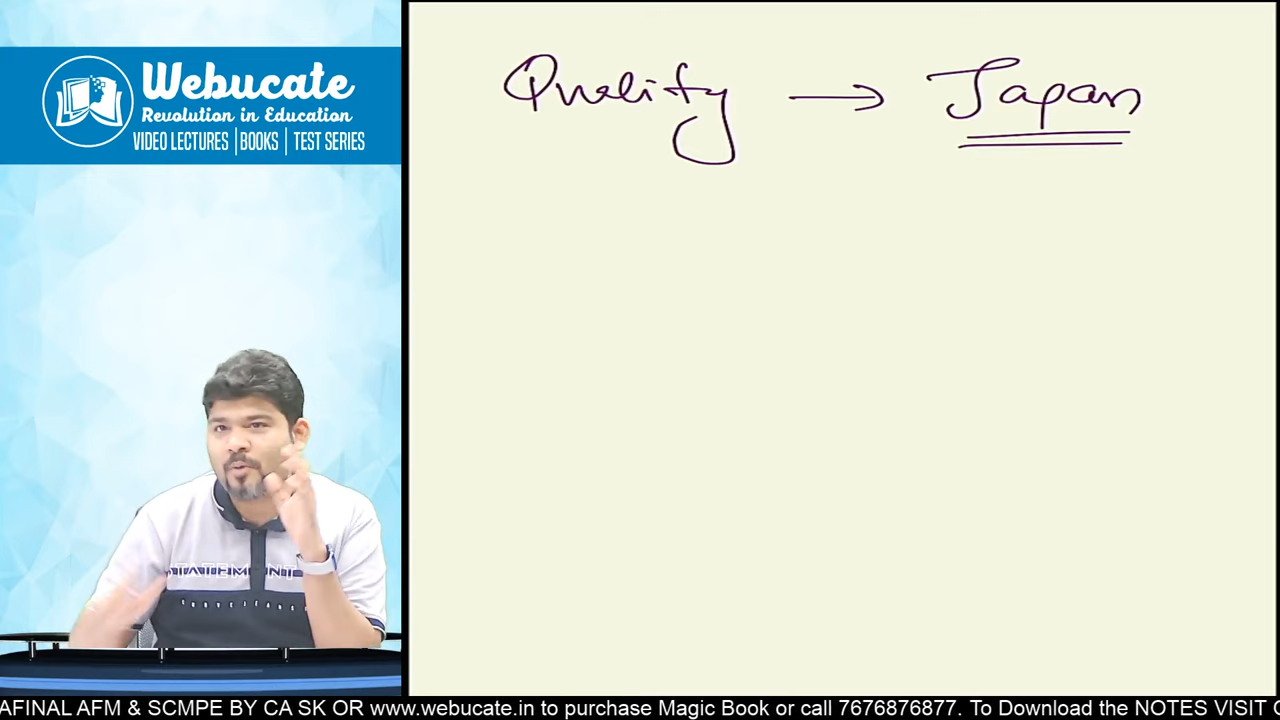 Webucate
Revolution in Education
VIDEO LECTURES | BOOKS | TEST SERIES
Quality → Japan
STATEMENT
AFINAL AFM & SCMPE BY CA SK OR www.webucate.in to purchase Magic Book or call 7676876877. To Download the NOTES VISIT